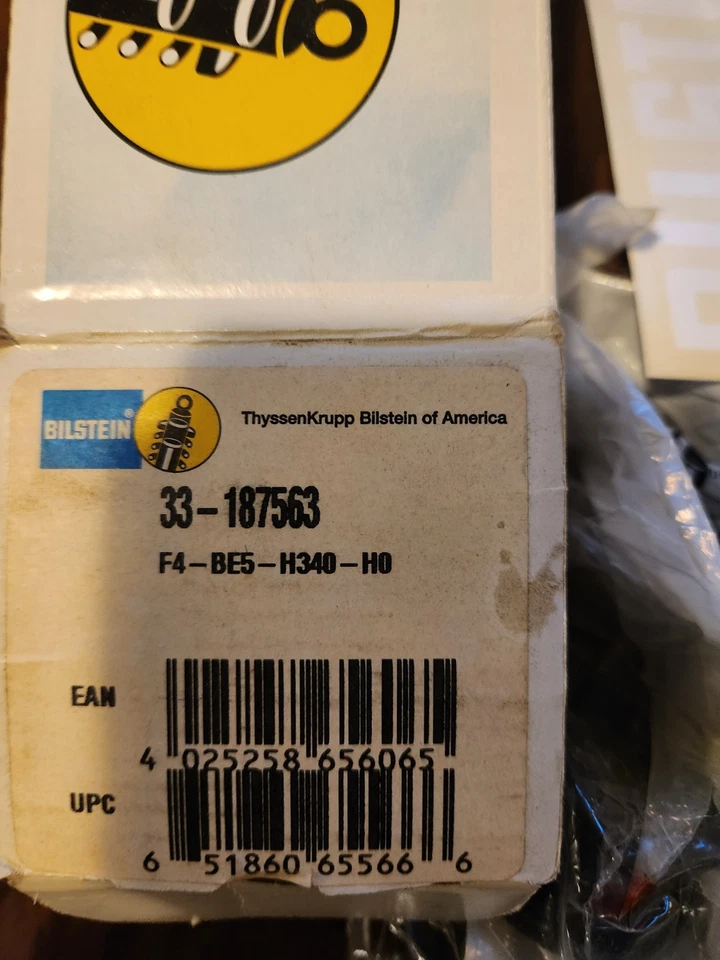 BILSTEIN®
ThyssenKrupp Bilstein of America
33-187563
F4-BE5-H340-H0
EAN
4 025258 656065
UPC
6 51860 65566 6